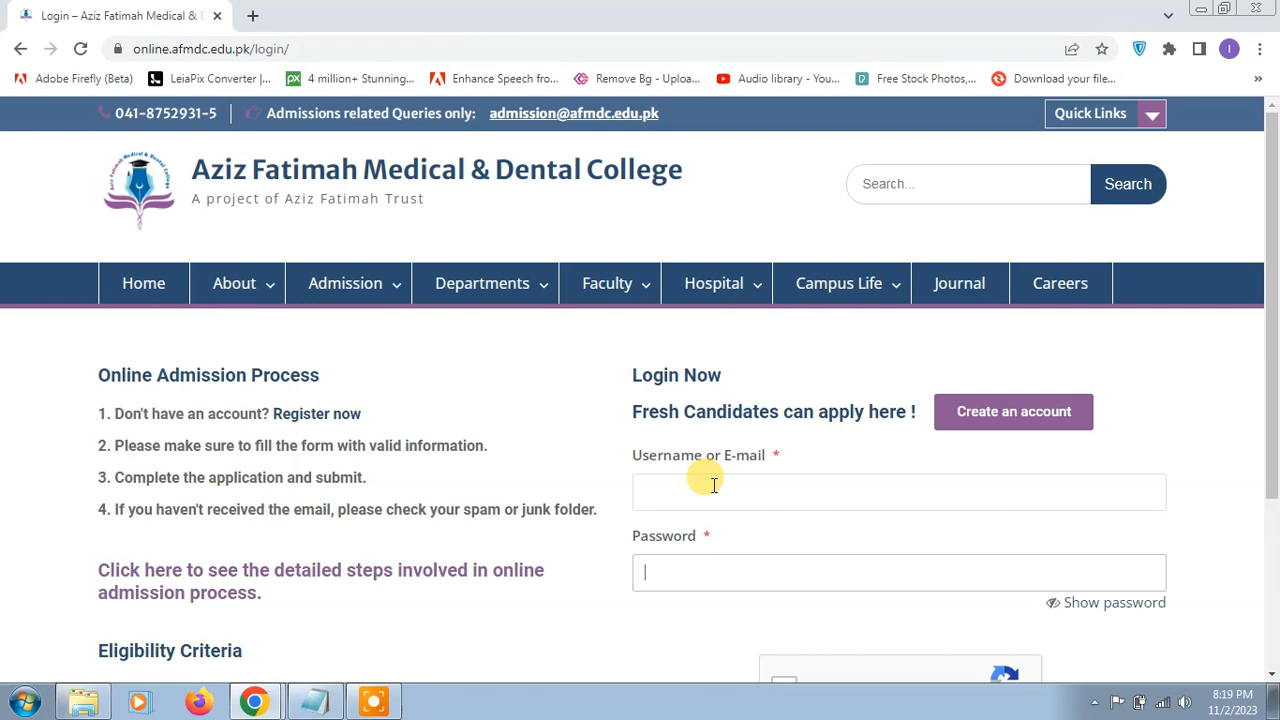 Login – Aziz Fatimah Medical &
online.afmdc.edu.pk/login/
Adobe Firefly (Beta)
LeiaPix Converter |...
4 million+ Stunning...
Enhance Speech fro...
Remove Bg - Uploa...
Audio library - You...
Free Stock Photos,...
Download your file...
»
041-8752931-5
Admissions related Queries only: admission@afmdc.edu.pk
Quick Links
Aziz Fatimah Medical & Dental College
A project of Aziz Fatimah Trust
Search...
Search
Home
About
Admission
Departments
Faculty
Hospital
Campus Life
Journal
Careers
Online Admission Process
1. Don't have an account? Register now
2. Please make sure to fill the form with valid information.
3. Complete the application and submit.
4. If you haven't received the email, please check your spam or junk folder.
Click here to see the detailed steps involved in online
admission process.
Eligibility Criteria
Login Now
Fresh Candidates can apply here !
Create an account
Username or E-mail *
Password *
Show password
8:19 PM
11/2/2023